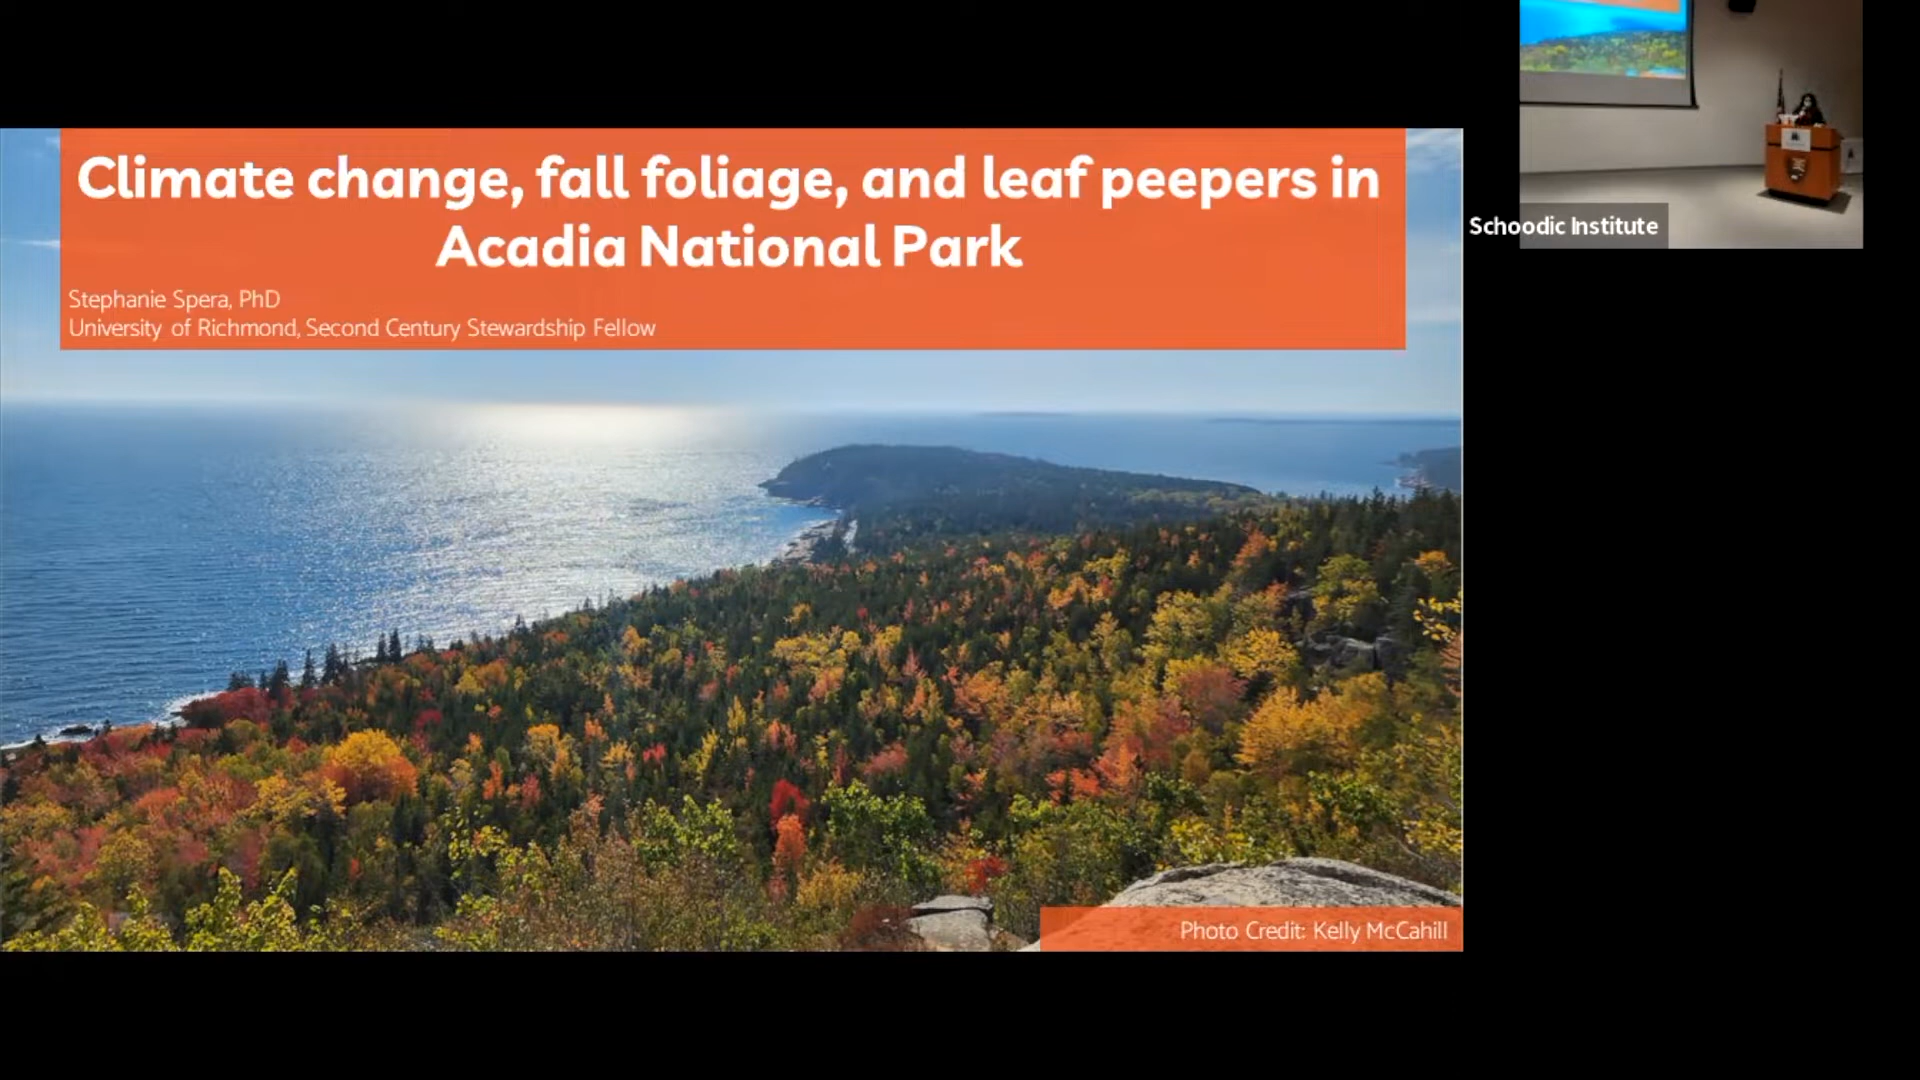 Climate change, fall foliage, and leaf peepers in
Acadia National Park
Stephanie Spera, PhD
University of Richmond, Second Century Stewardship Fellow
Schoodic Institute
Photo Credit: Kelly McCahill